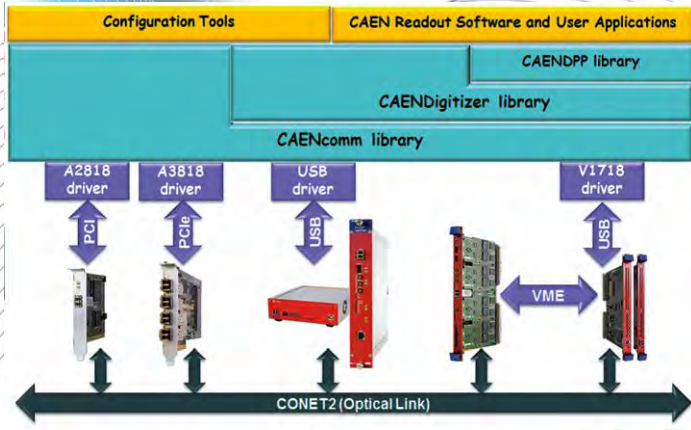 Configuration Tools
CAEN Readout Software and User Applications
CAENDPP library
CAENDigitizer library
CAENcomm library
A2818
driver
A3818
driver
USB
driver
V1718
driver
PCI
PCIe
USB
USB
VME
CONET2 (Optical Link)